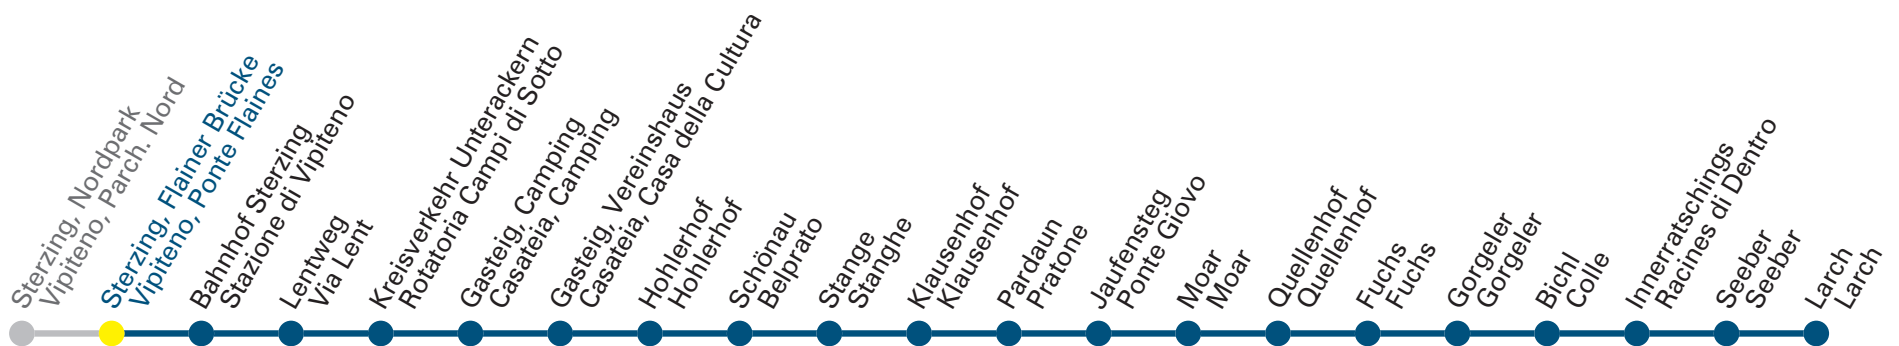 Sterzing, Nordpark
Vipiteno, Parch. Nord
Sterzing, Flainer Brücke
Vipiteno, Ponte Flaines
Bahnhof Sterzing
Stazione di Vipiteno
Lentweg
Via Lent
Kreisverkehr Unterackern
Rotatoria Campi di Sotto
Gasteig, Camping
Casateia, Camping
Gasteig, Vereinshaus
Casateia, Casa della Cultura
Hohlerhof
Hohlerhof
Schönau
Belprato
Stange
Stanghe
Klausenhof
Klausenhof
Pardaun
Pratone
Jaufensteg
Ponte Giovo
Moar
Moar
Quellenhof
Quellenhof
Fuchs
Fuchs
Gorgeler
Gorgeler
Bichl
Colle
Innerratschings
Racines di Dentro
Seeber
Seeber
Larch
Larch